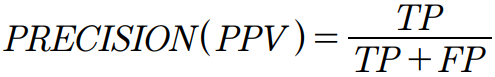 PRECISION(PPV) = TP / (TP + FP)